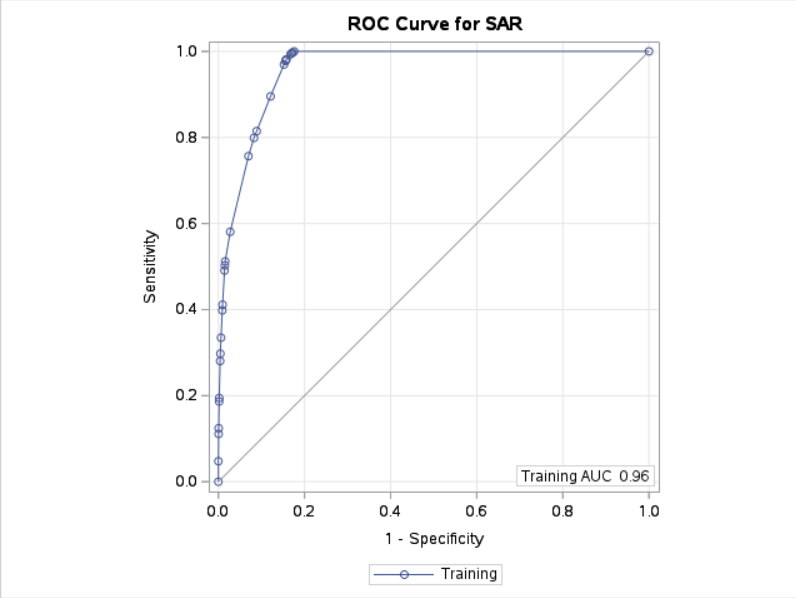 ROC Curve for SAR
1.0
0.8
0.6
0.4
0.2
0.0
Sensitivity
Training AUC 0.96
0.0 0.2 0.4 0.6 0.8 1.0
1 - Specificity
Training